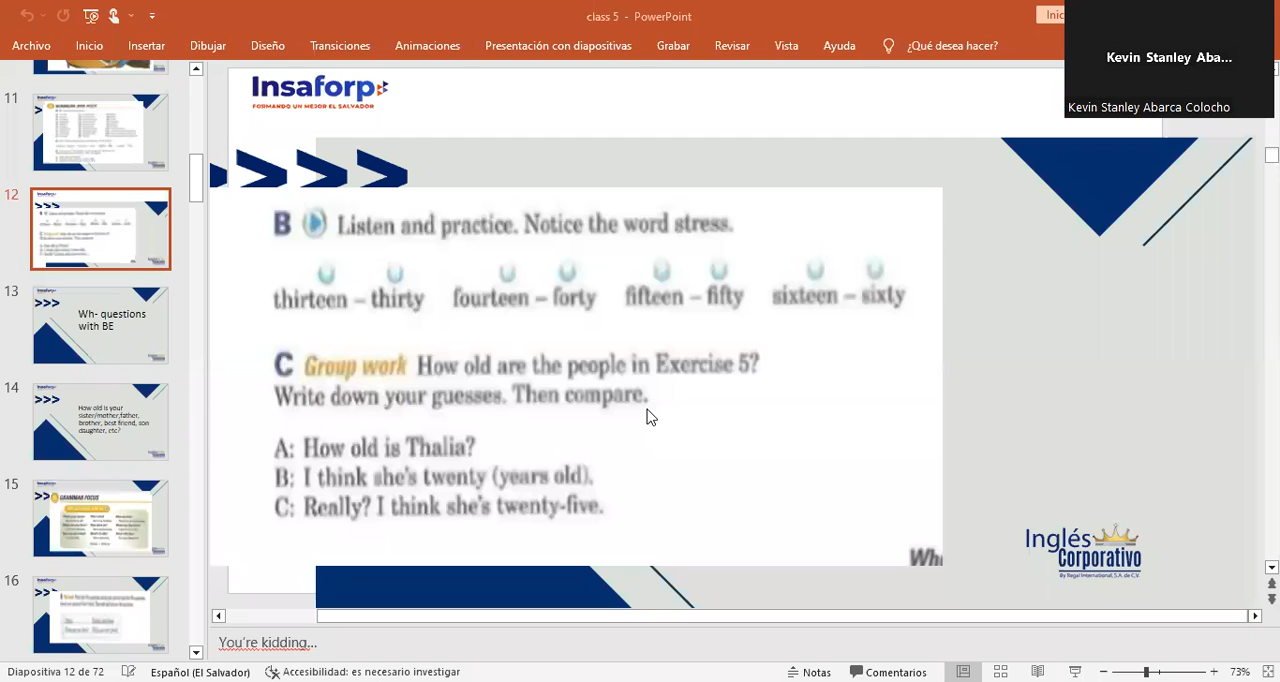 class 5 - PowerPoint
Inic
Archivo Inicio Insertar Dibujar Diseño Transiciones Animaciones Presentación con diapositivas Grabar Revisar Vista Ayuda ¿Qué desea hacer?
Kevin Stanley Aba...
Kevin Stanley Abarca Colocho
11
12
13
Wh- questions
with BE
14
How old is your
sister/mother,father,
brother, best friend, son
daughter, etc?
15
GRAMMAR FOCUS
16
Insaforp
FORMANDO UN MEJOR EL SALVADOR
B Listen and practice. Notice the word stress.
thirteen – thirty fourteen – forty fifteen – fifty sixteen – sixty
C Group work How old are the people in Exercise 5?
Write down your guesses. Then compare.
A: How old is Thalia?
B: I think she's twenty (years old).
C: Really? I think she's twenty-five.
Wh
Inglés
Corporativo
By Regal International, S.A. de C.V.
You're kidding...
Diapositiva 12 de 72 Español (El Salvador) Accesibilidad: es necesario investigar Notas Comentarios 73%